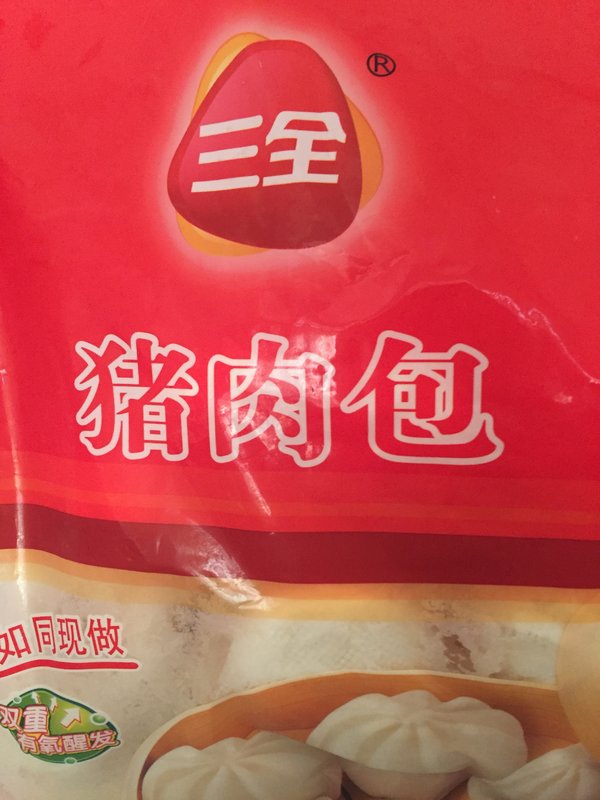 三全®
猪肉包
如同现做
双重
有氧醒发